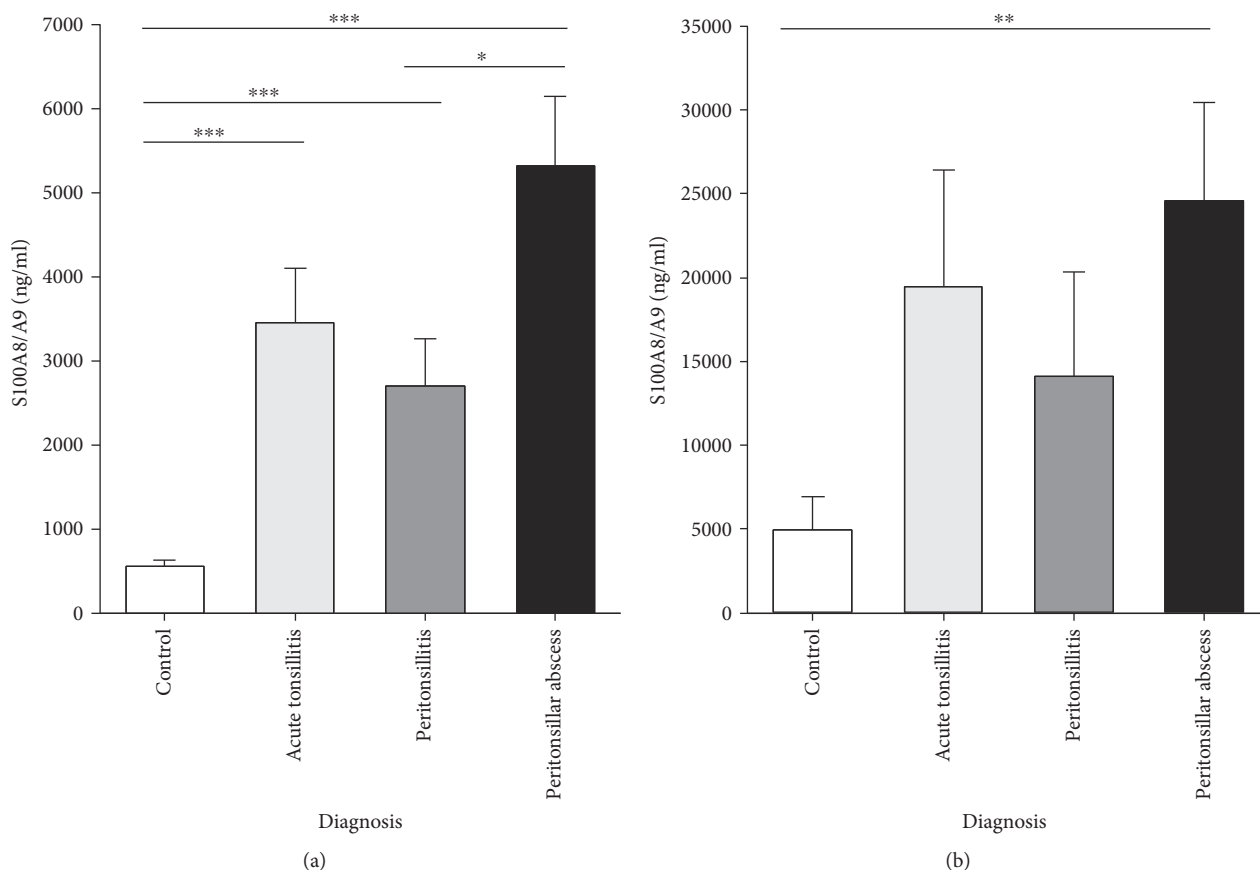 7000
6000
5000
4000
3000
2000
1000
0
S100A8/A9 (ng/ml)
***
*
***
***
Control
Acute tonsillitis
Peritonsillitis
Peritonsillar abscess
Diagnosis
(a)
35000
30000
25000
20000
15000
10000
5000
0
S100A8/A9 (ng/ml)
**
Control
Acute tonsillitis
Peritonsillitis
Peritonsillar abscess
Diagnosis
(b)